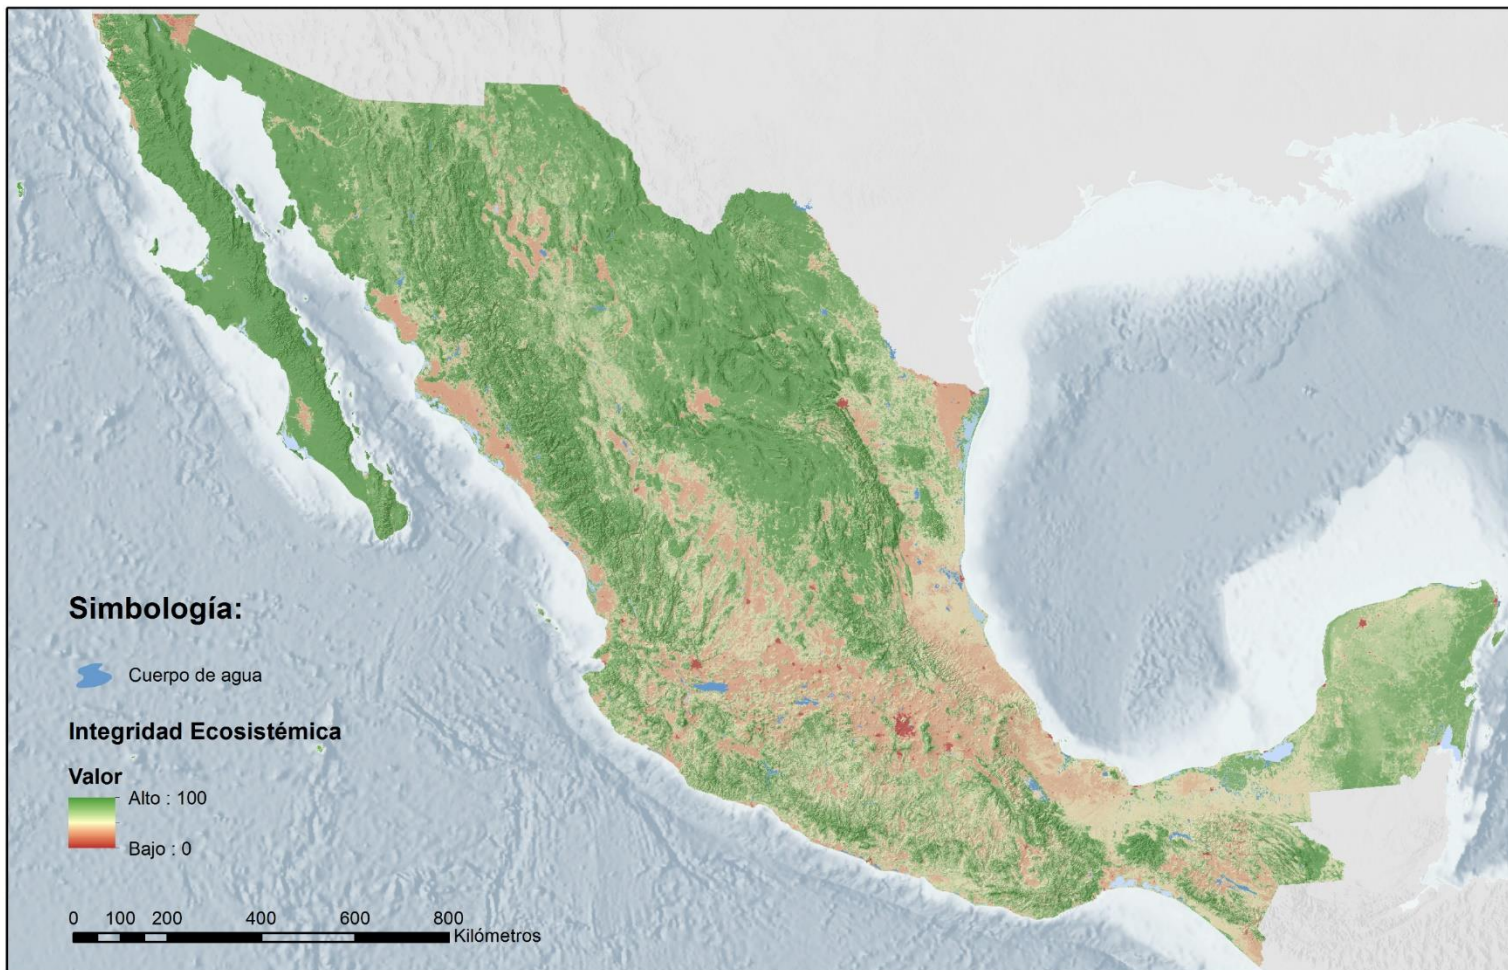 Simbología:
Cuerpo de agua
Integridad Ecosistémica
Valor
Alto : 100
Bajo : 0
0 100 200 400 600 800
Kilómetros